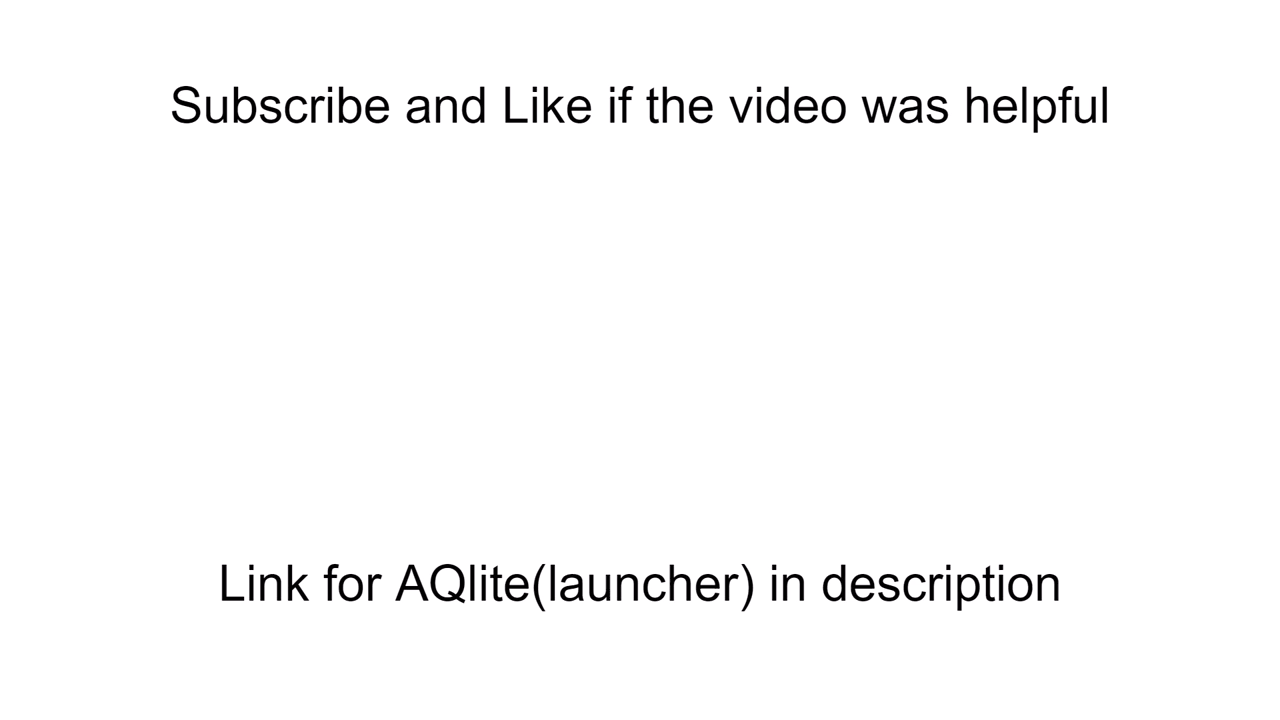 Subscribe and Like if the video was helpful
Link for AQlite(launcher) in description